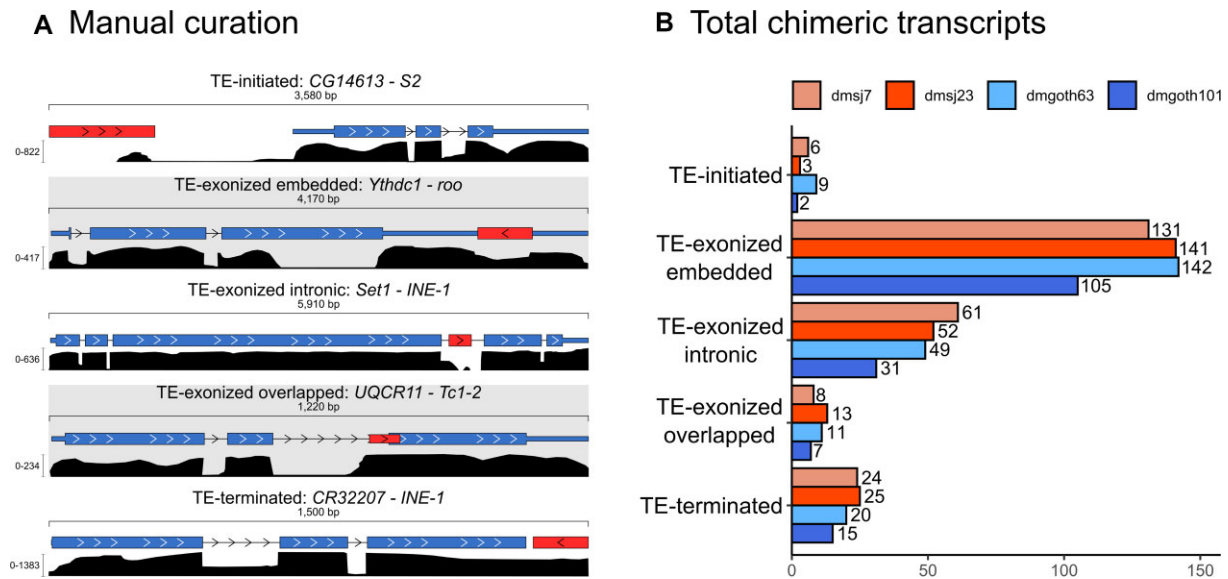 A Manual curation
TE-initiated: CG14613 - S2
3,580 bp
0-822
TE-exonized embedded: Ythdc1 - roo
4,170 bp
0-417
TE-exonized intronic: Set1 - INE-1
5,910 bp
0-636
TE-exonized overlapped: UQCR11 - Tc1-2
1,220 bp
0-234
TE-terminated: CR32207 - INE-1
1,500 bp
0-1383
B Total chimeric transcripts
dmsj7 dmsj23 dmgoth63 dmgoth101
TE-initiated
6
3
9
2
TE-exonized
embedded
131
141
142
105
TE-exonized
intronic
61
52
49
31
TE-exonized
overlapped
8
13
11
7
TE-terminated
24
25
20
15
0 50 100 150